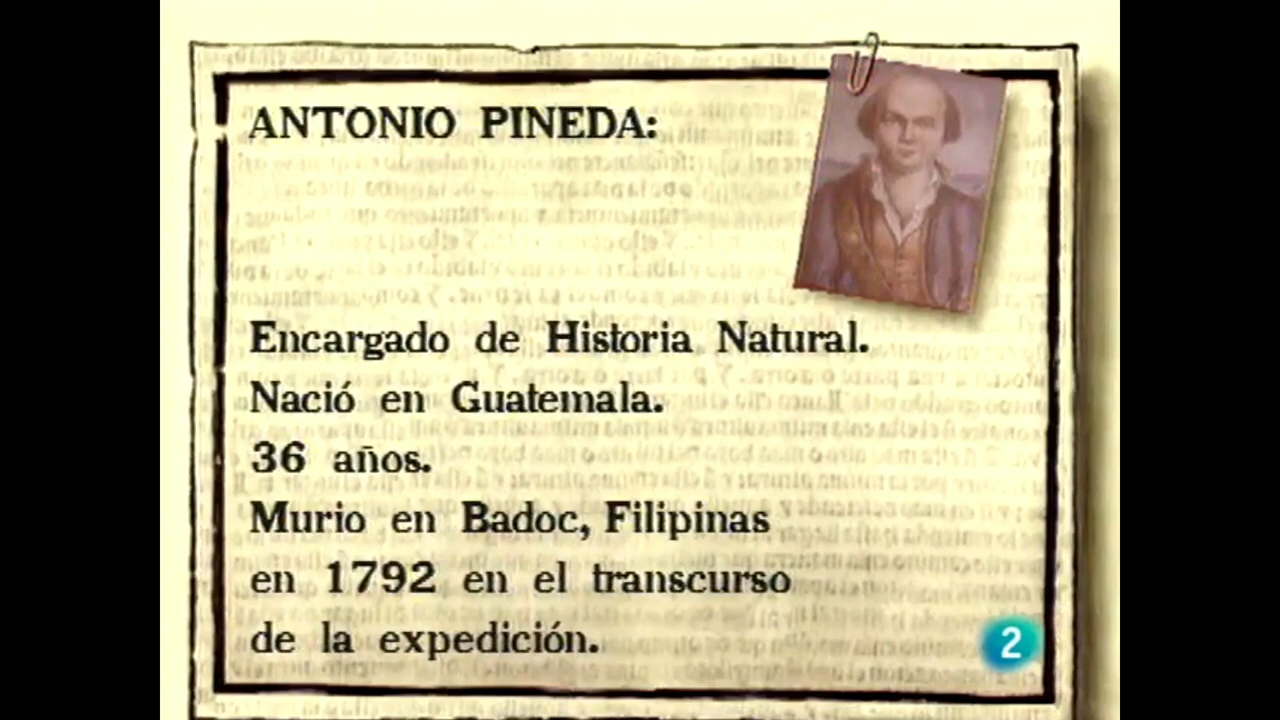 ANTONIO PINEDA:
Encargado de Historia Natural.
Nació en Guatemala.
36 años.
Murio en Badoc, Filipinas
en 1792 en el transcurso
de la expedición.
2